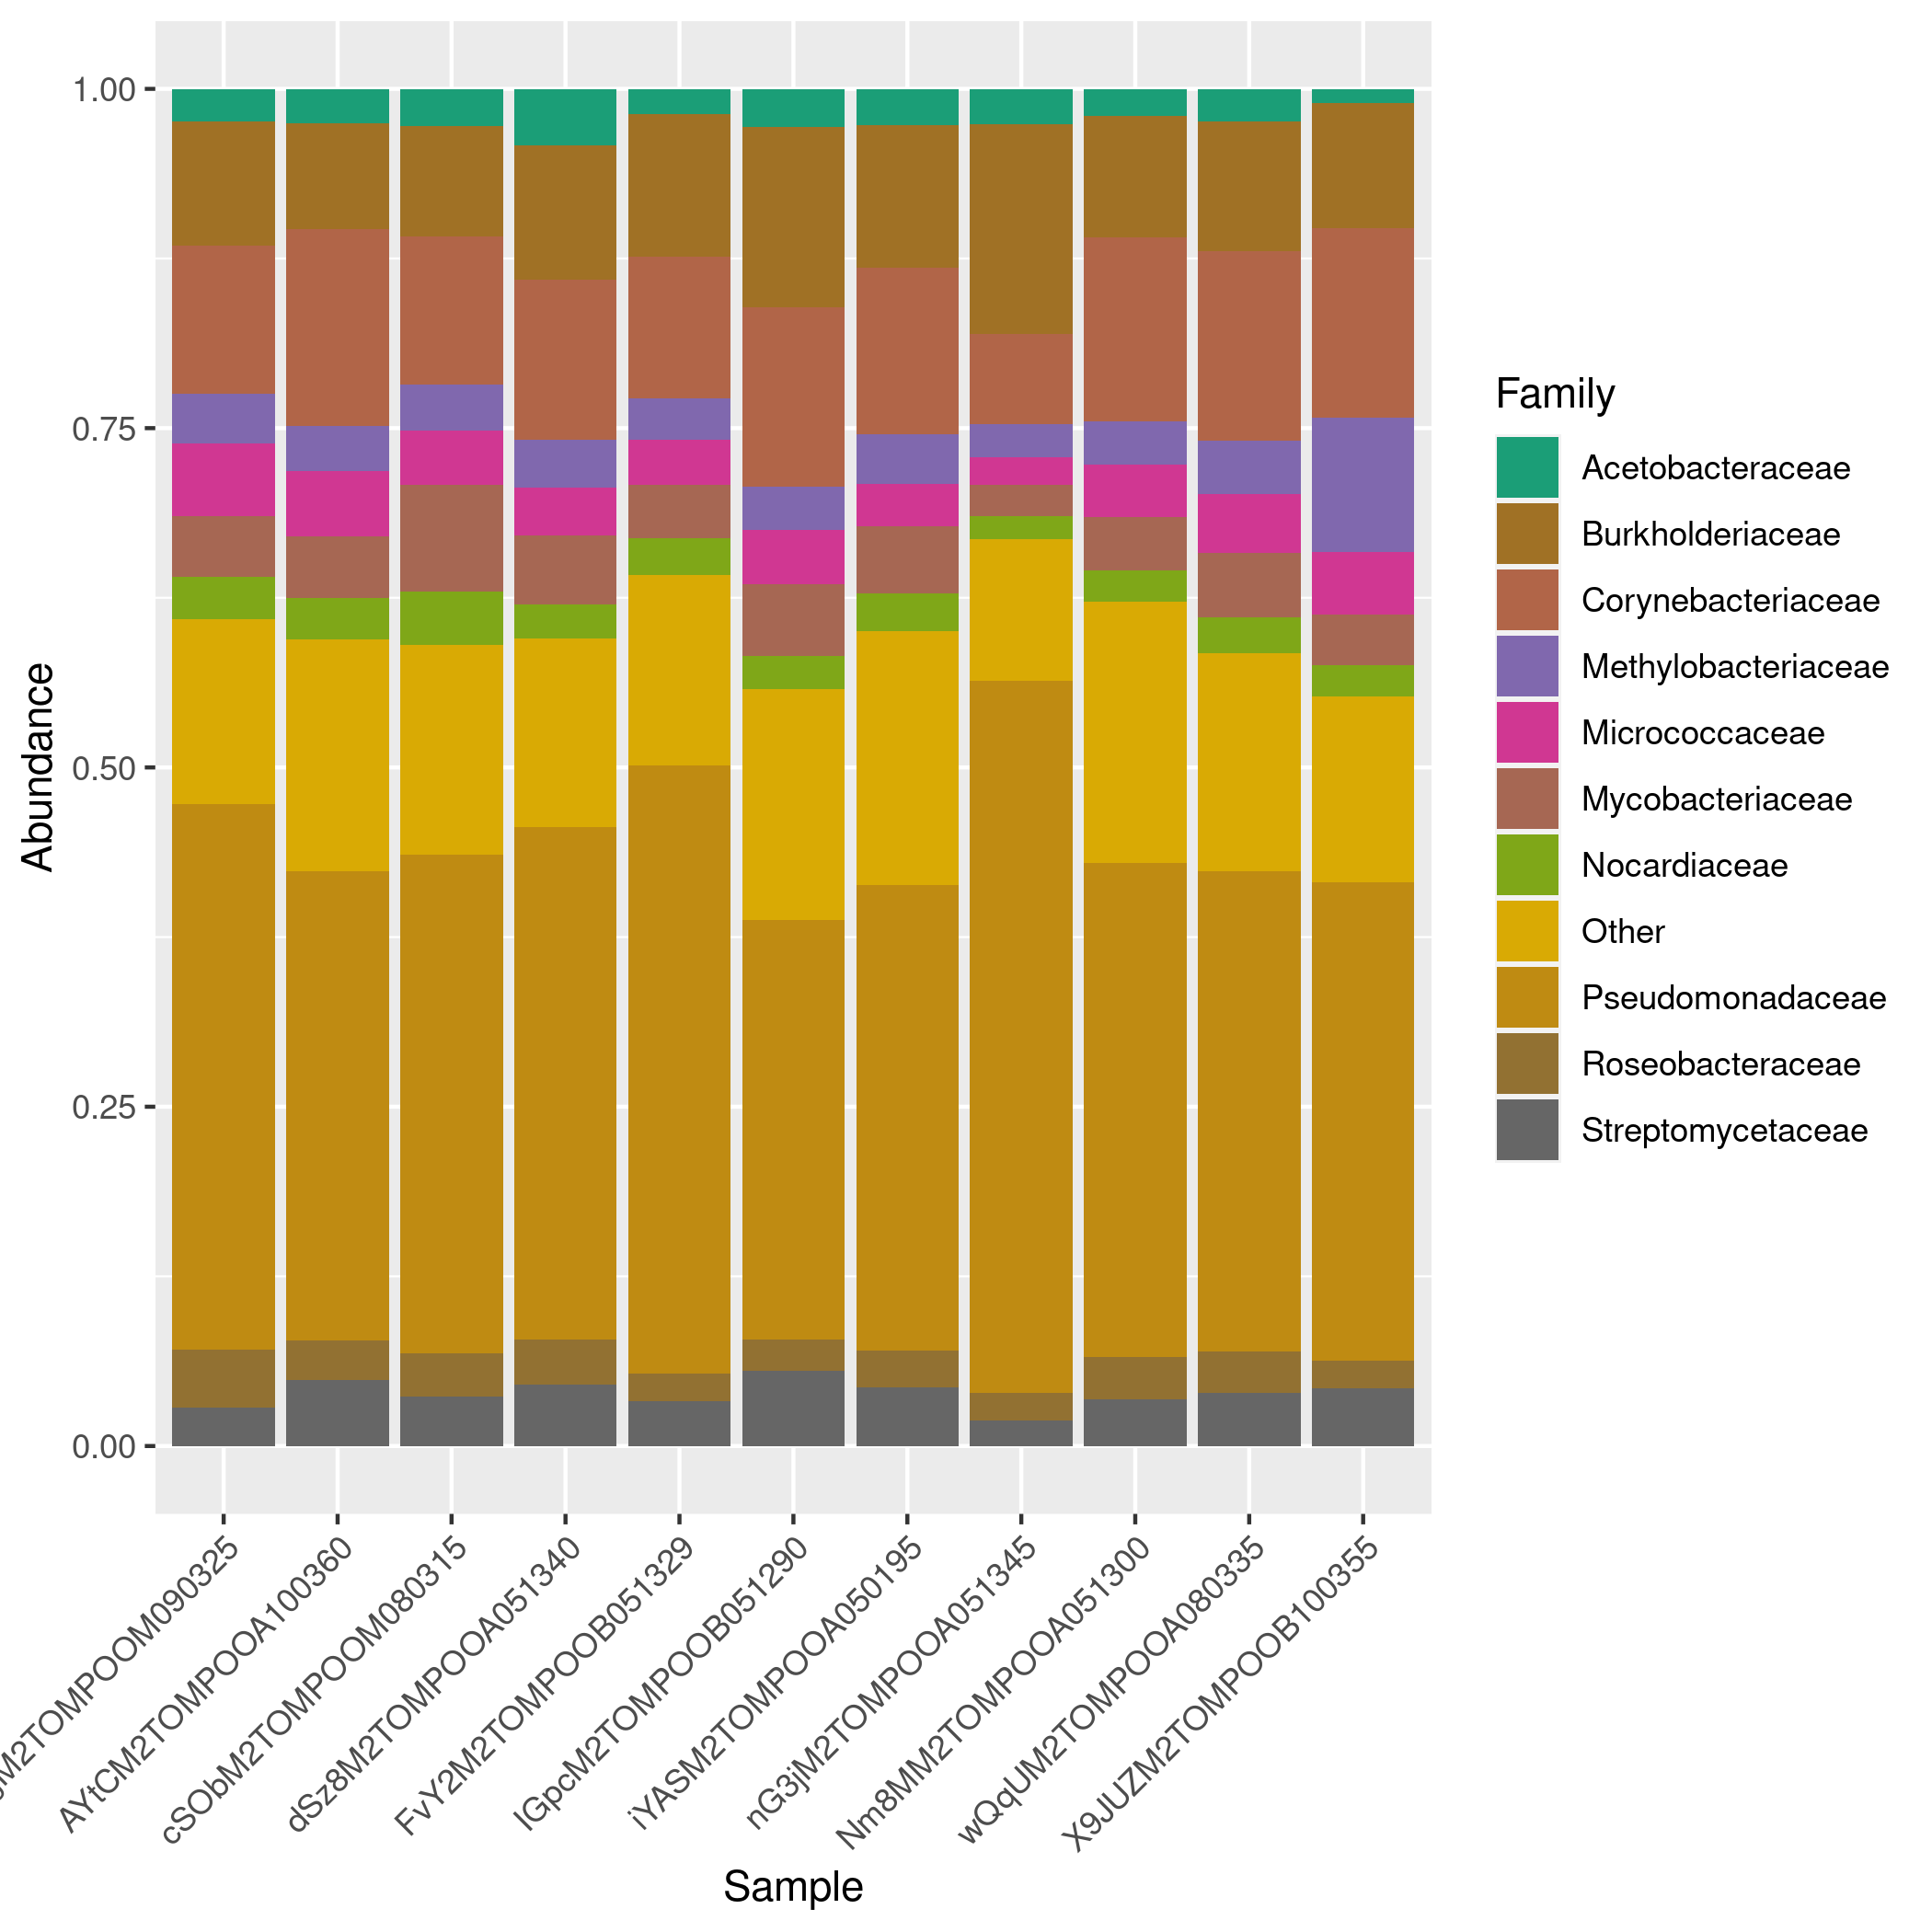 1.00
0.75
0.50
0.25
0.00
Abundance
M2TOMPOOM090325
AYtCM2TOMPOOA100360
cSObM2TOMPOOM080315
dSz8M2TOMPOOA051340
FvY2M2TOMPOOB051329
IGpcM2TOMPOOB051290
iYASM2TOMPOOA050195
nG3jM2TOMPOOA051345
Nm8MM2TOMPOOA051300
wQqUM2TOMPOOA080335
X9JUZM2TOMPOOB100355
Sample
Family
Acetobacteraceae
Burkholderiaceae
Corynebacteriaceae
Methylobacteriaceae
Micrococcaceae
Mycobacteriaceae
Nocardiaceae
Other
Pseudomonadaceae
Roseobacteraceae
Streptomycetaceae